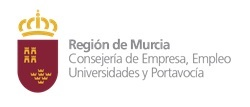 Región de Murcia
Consejería de Empresa, Empleo
Universidades y Portavocía